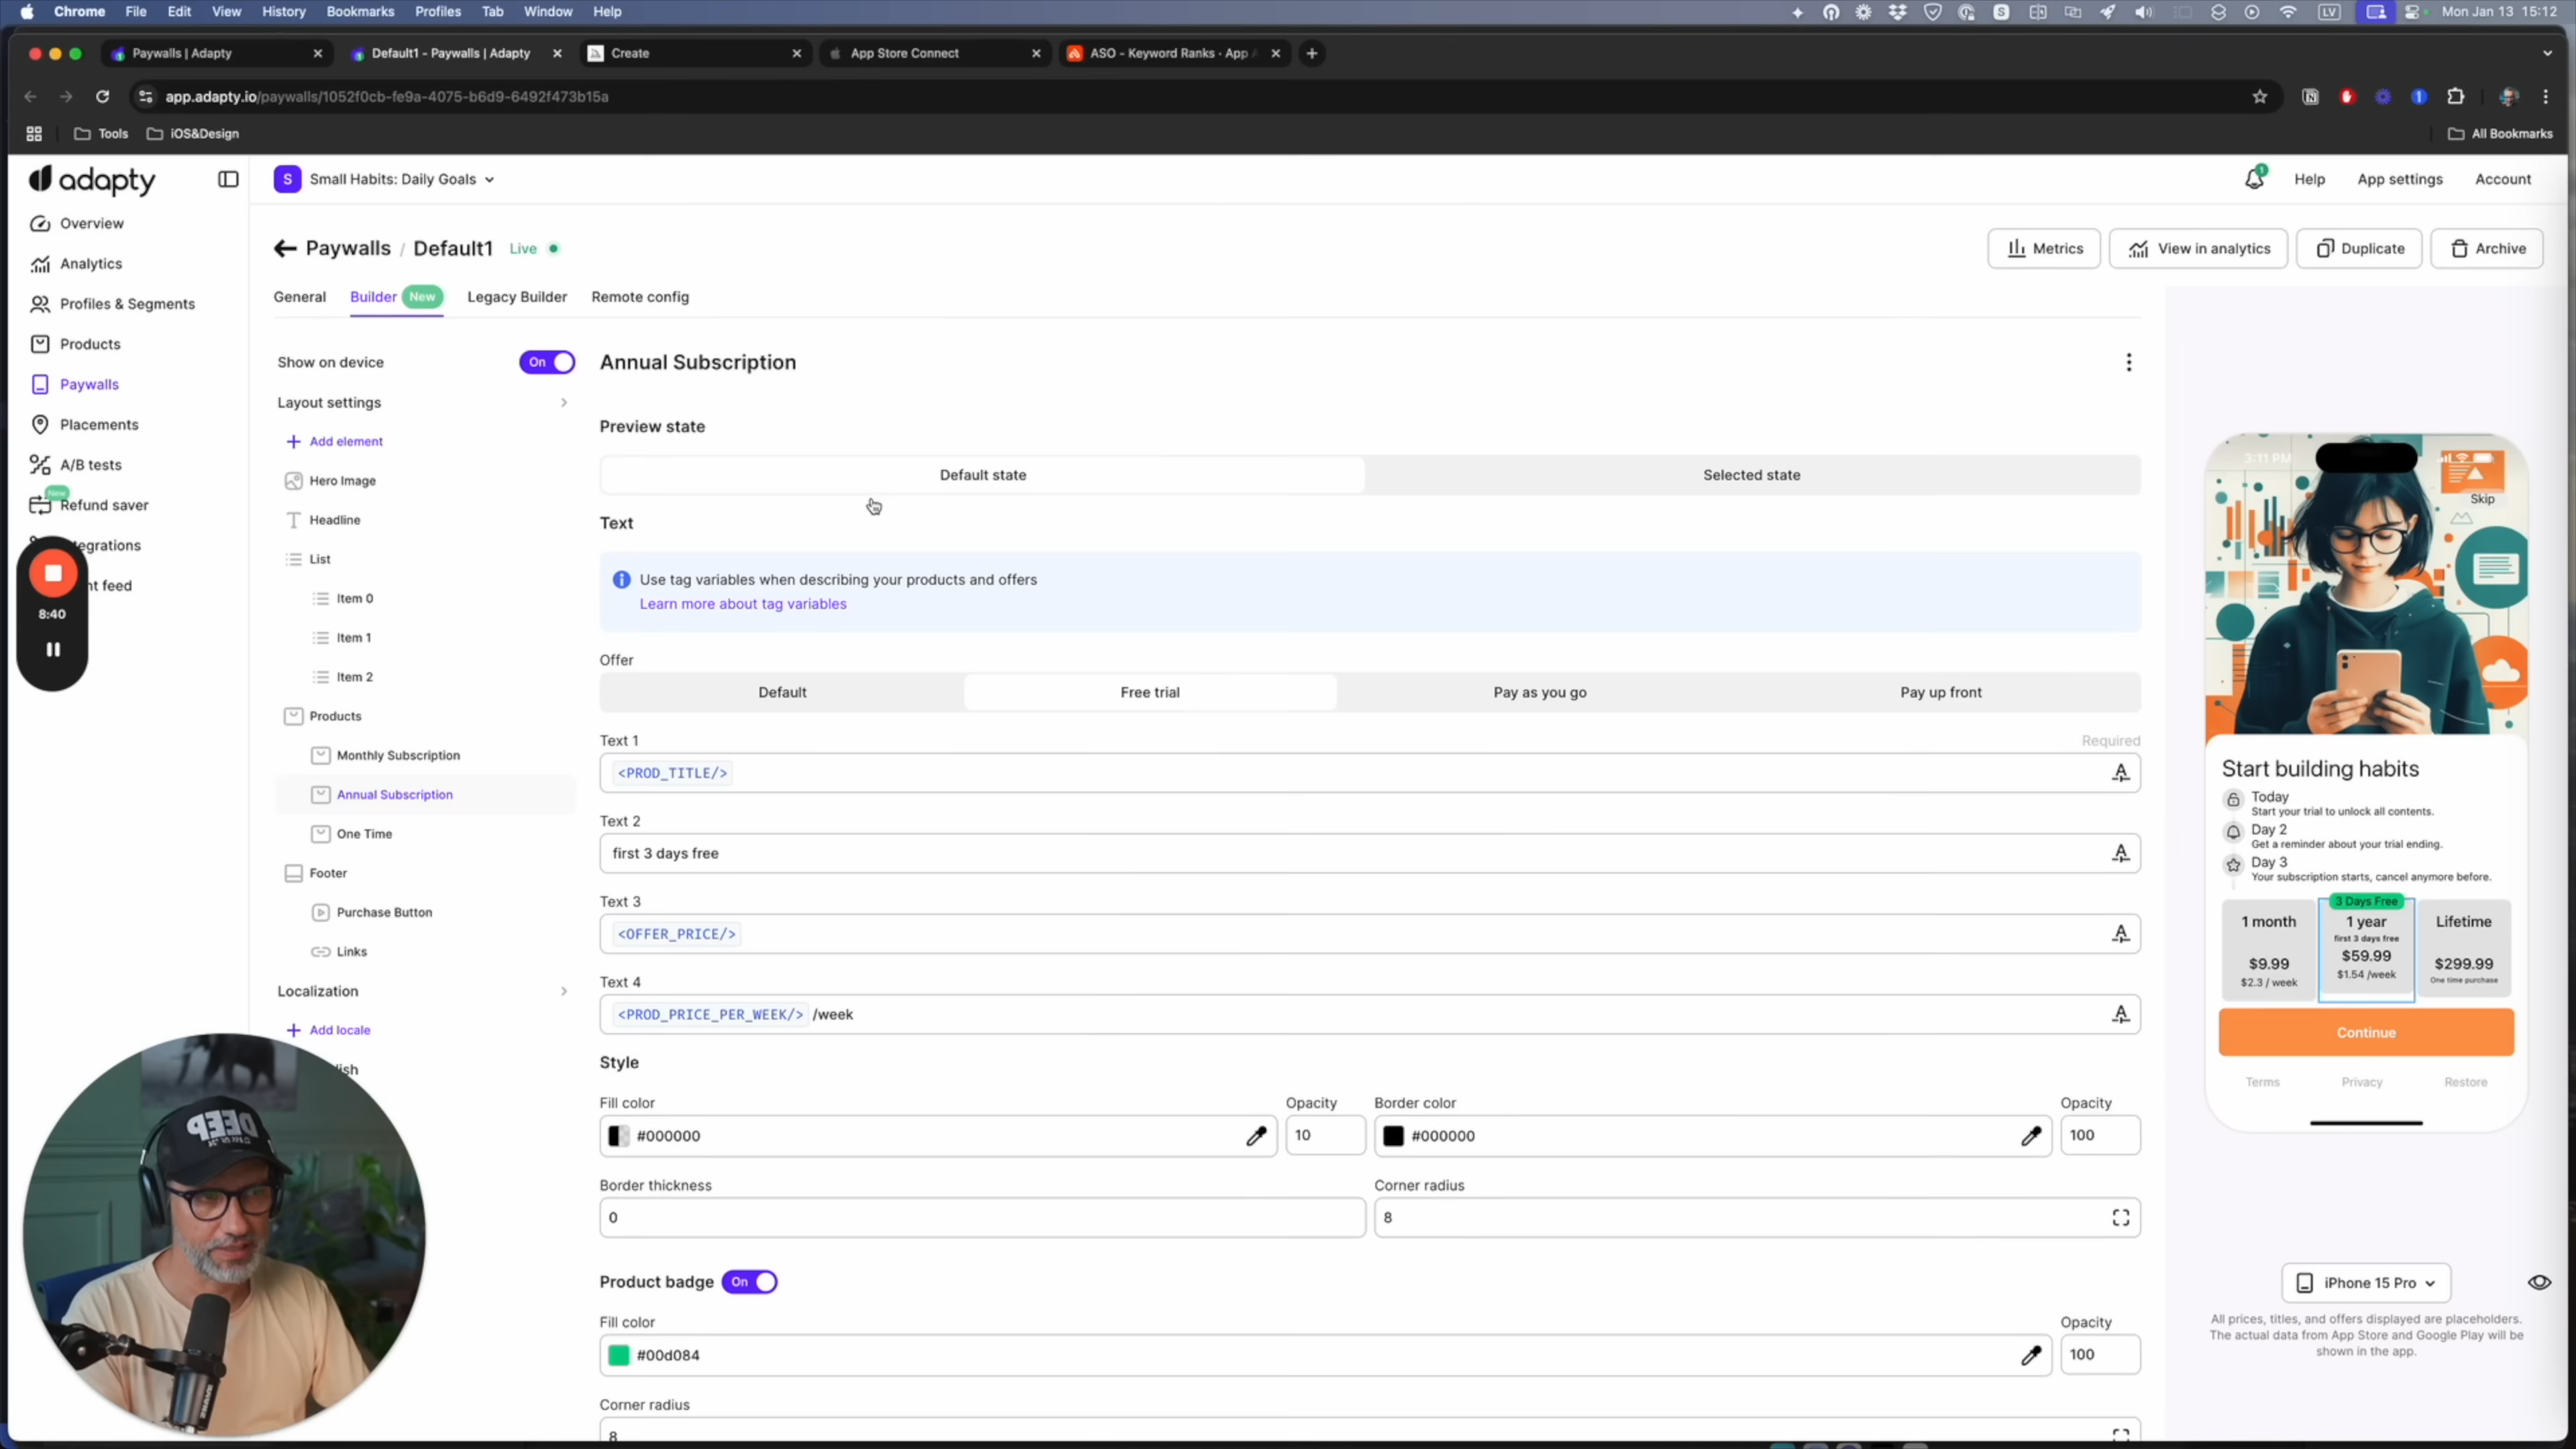 Chrome File Edit View History Bookmarks Profiles Tab Window Help
LV Mon Jan 13 15:12
Paywalls | Adapty
Default1 - Paywalls | Adapty
Create
App Store Connect
ASO - Keyword Ranks · App
app.adapty.io/paywalls/1052f0cb-fe9a-4075-b6d9-6492f473b15a
Tools
iOS&Design
All Bookmarks
adapty
S Small Habits: Daily Goals
1
Help
App settings
Account
Overview
Analytics
Profiles & Segments
Products
Paywalls
Placements
A/B tests
New
Refund saver
tegrations
nt feed
8:40
Paywalls / Default1 Live
Metrics
View in analytics
Duplicate
Archive
General
Builder New
Legacy Builder
Remote config
Show on device On
Layout settings
Add element
Hero Image
Headline
List
Item 0
Item 1
Item 2
Products
Monthly Subscription
Annual Subscription
One Time
Footer
Purchase Button
Links
Localization
Add locale
ish
DEEP
Annual Subscription
Preview state
Default state
Selected state
Text
Use tag variables when describing your products and offers
Learn more about tag variables
Offer
Default
Free trial
Pay as you go
Pay up front
Text 1
Required
<PROD_TITLE/>
Text 2
first 3 days free
Text 3
<OFFER_PRICE/>
Text 4
<PROD_PRICE_PER_WEEK/> /week
Style
Fill color
Opacity
Border color
Opacity
#000000
10
#000000
100
Border thickness
Corner radius
0
8
Product badge On
Fill color
Opacity
#00d084
100
Corner radius
8
3:11 PM
Skip
Start building habits
Today
Start your trial to unlock all contents.
Day 2
Get a reminder about your trial ending.
Day 3
Your subscription starts, cancel anymore before.
3 Days Free
1 month
1 year
Lifetime
first 3 days free
$9.99
$59.99
$299.99
$2.3 / week
$1.54 /week
One time purchase
Continue
Terms
Privacy
Restore
iPhone 15 Pro
All prices, titles, and offers displayed are placeholders.
The actual data from App Store and Google Play will be
shown in the app.